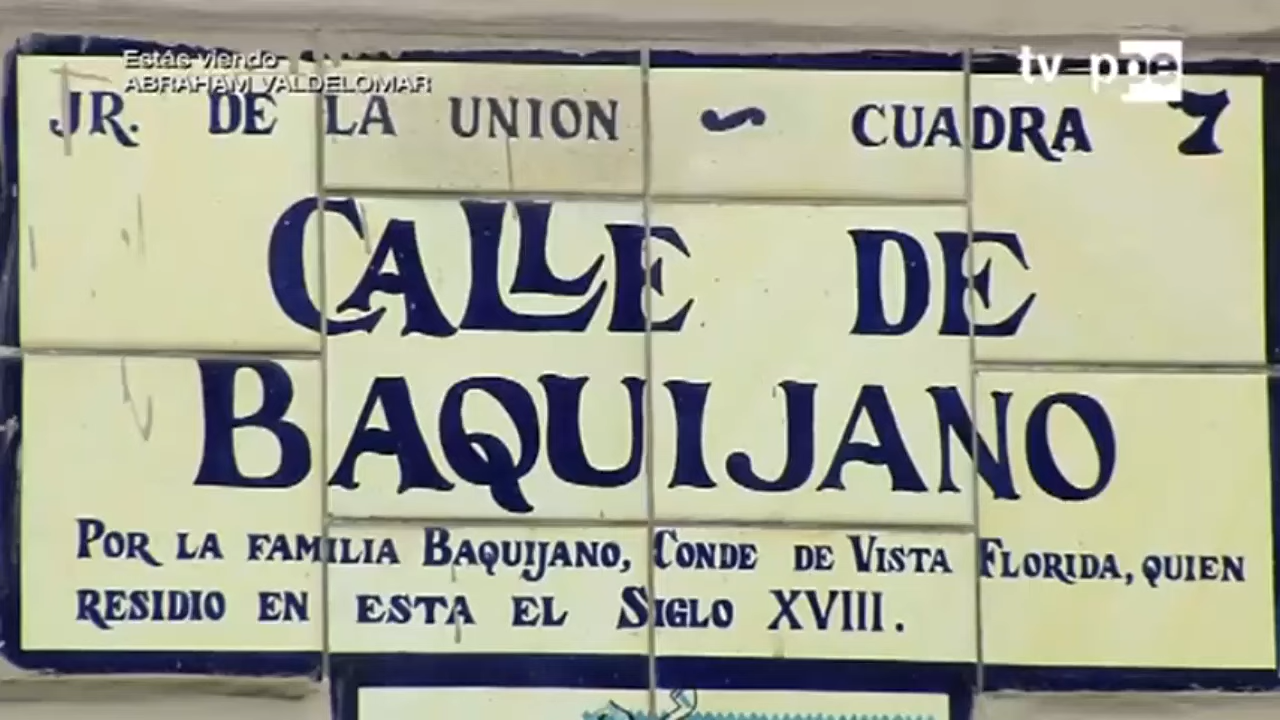 Estás viendo
ABRAHAM VALDELOMAR
tv pe
JR. DE LA UNION ~ CUADRA 7
CALLE DE
BAQUIJANO
POR LA FAMILIA BAQUIJANO, CONDE DE VISTA FLORIDA, QUIEN
RESIDIO EN ESTA EL SIGLO XVIII.